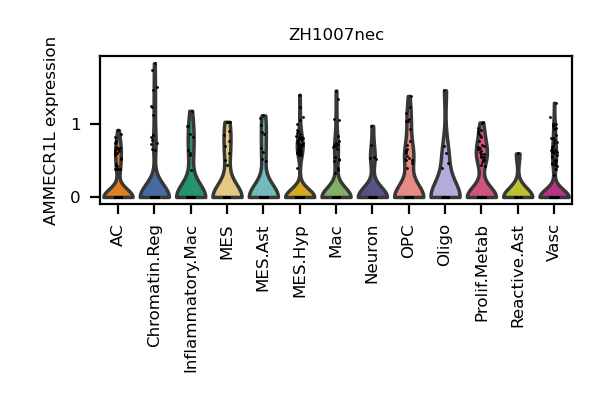 ZH1007nec
AMMECR1L expression
1
0
AC
Chromatin.Reg
Inflammatory.Mac
MES
MES.Ast
MES.Hyp
Mac
Neuron
OPC
Oligo
Prolif.Metab
Reactive.Ast
Vasc